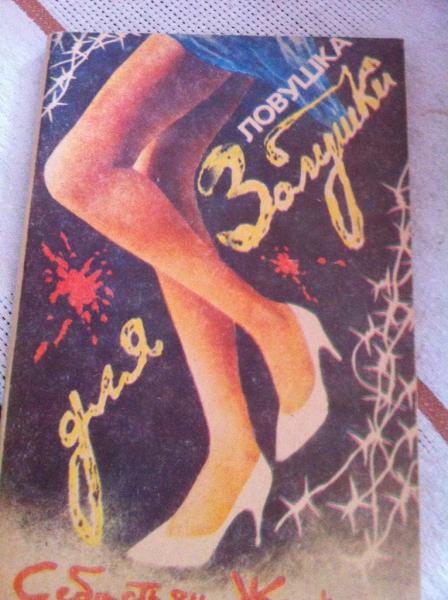 ЛОВУШКА
для
Золушки
Себастьян